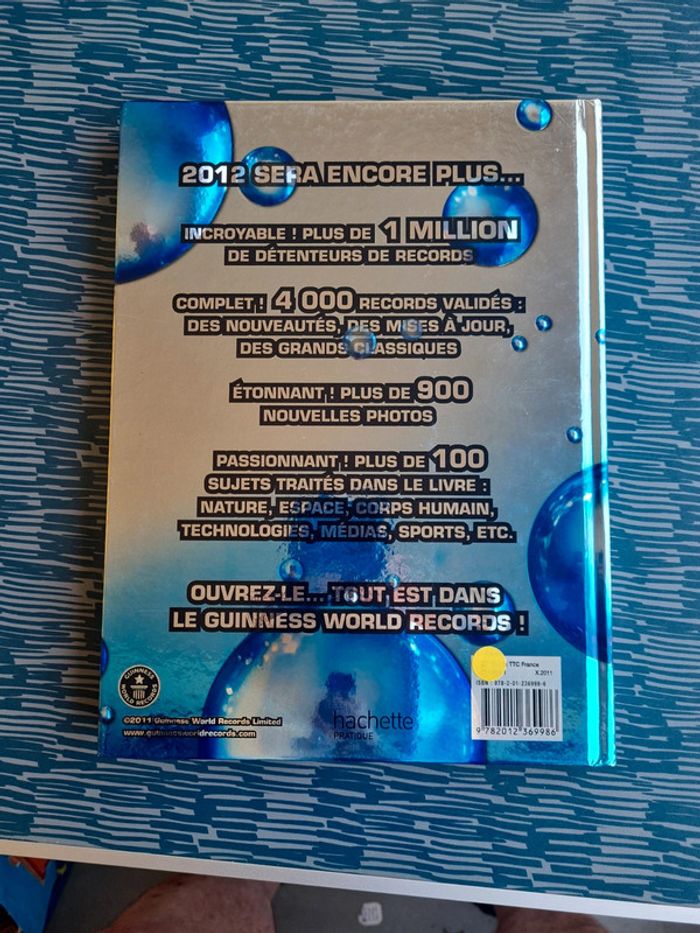 2012 SERA ENCORE PLUS...
INCROYABLE ! PLUS DE 1 MILLION
DE DÉTENTEURS DE RECORDS
COMPLET ! 4 000 RECORDS VALIDÉS :
DES NOUVEAUTÉS, DES MISES À JOUR,
DES GRANDS CLASSIQUES
ÉTONNANT ! PLUS DE 900
NOUVELLES PHOTOS
PASSIONNANT ! PLUS DE 100
SUJETS TRAITÉS DANS LE LIVRE :
NATURE, ESPACE, CORPS HUMAIN,
TECHNOLOGIES, MÉDIAS, SPORTS, ETC.
OUVREZ-LE... TOUT EST DANS
LE GUINNESS WORLD RECORDS !
GUINNESS
WORLD RECORDS
©2011 Guinness World Records Limited
www.guinnessworldrecords.com
hachette
PRATIQUE
TTC France
X.2011
ISBN : 978-2-01-236998-6
9 782012 369986